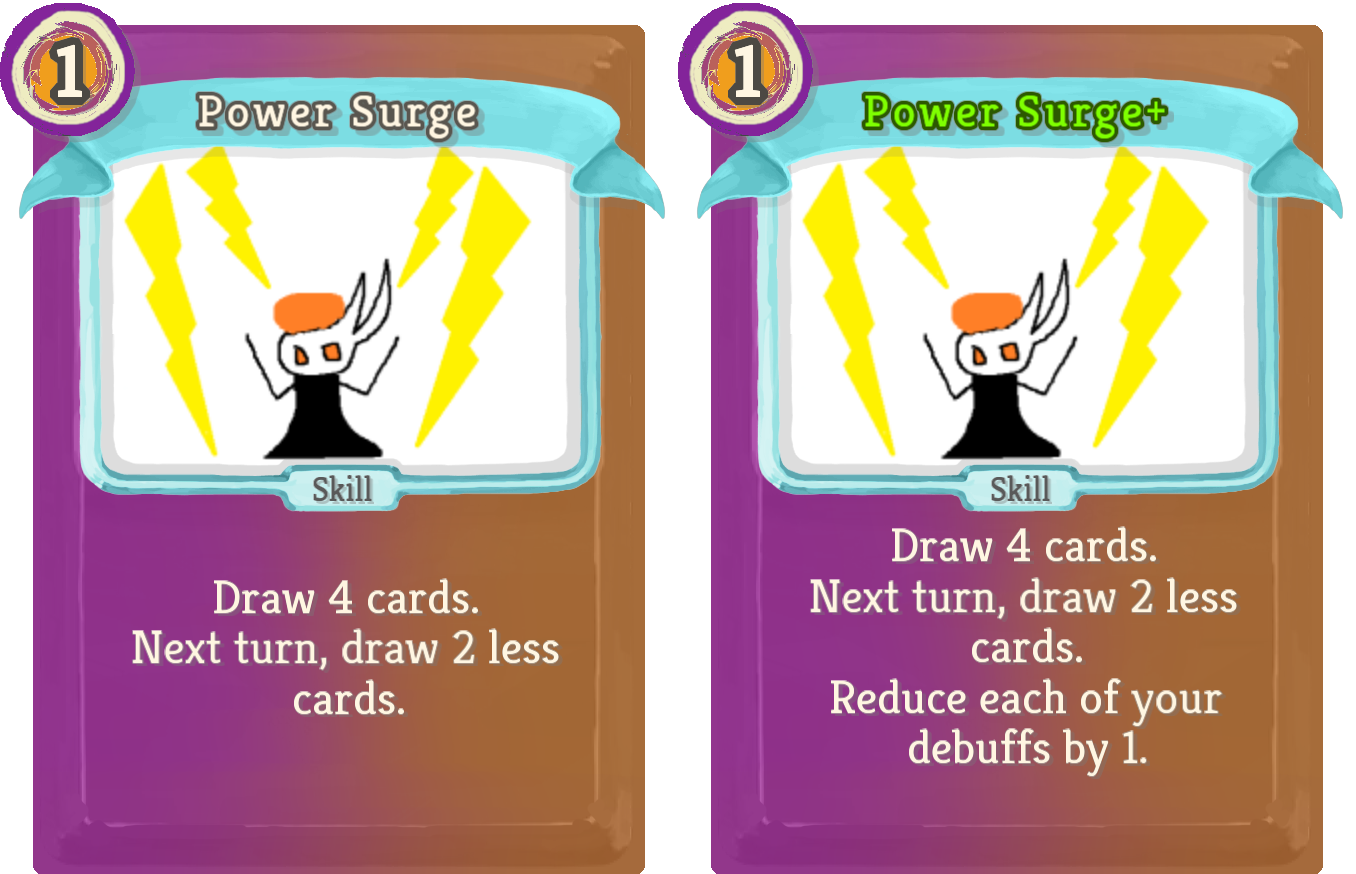 1
Power Surge
Skill
Draw 4 cards.
Next turn, draw 2 less
cards.
1
Power Surge+
Skill
Draw 4 cards.
Next turn, draw 2 less
cards.
Reduce each of your
debuffs by 1.